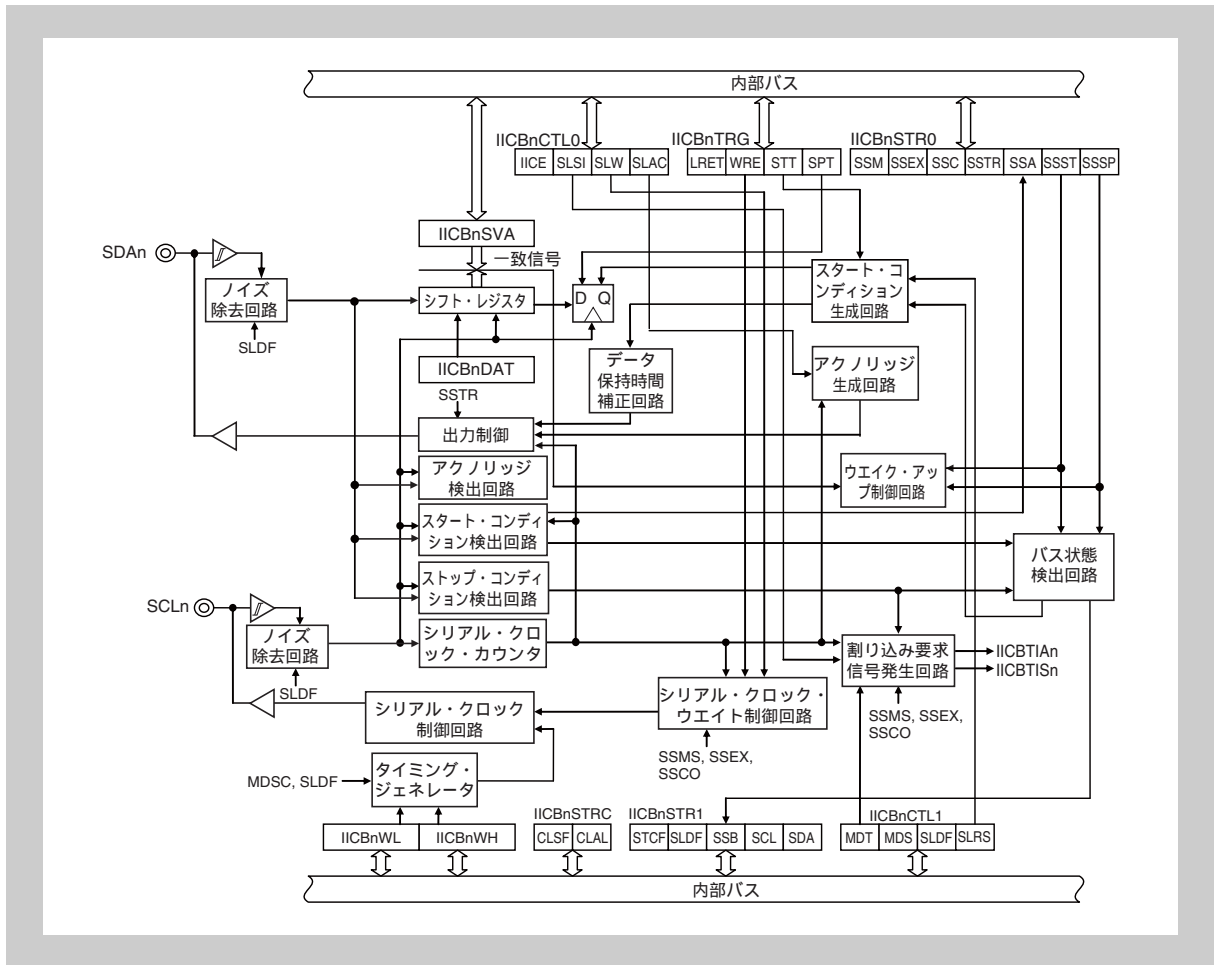 内部バス
IICBnCTL0
IICBnTRG
IICBnSTR0
IICE SLSI SLW SLAC
LRET WRE STT SPT
SSM SSEX SSC SSTR SSA SSST SSSP
IICBnSVA
一致信号
SDAn
ノイズ
除去回路
SLDF
シフト・レジスタ
D Q
スタート・コ
ンディション
生成回路
IICBnDAT
データ
保持時間
補正回路
アクノリッジ
生成回路
SSTR
出力制御
アクノリッジ
検出回路
ウエイク・アッ
プ制御回路
スタート・コンディ
ション検出回路
バス状態
検出回路
ストップ・コンディ
ション検出回路
SCLn
ノイズ
除去回路
SLDF
シリアル・クロ
ック・カウンタ
割り込み要求
信号発生回路
IICBTIAn
IICBTISn
シリアル・クロック
制御回路
シリアル・クロック・
ウエイト制御回路
SSMS, SSEX,
SSCO
SSMS, SSEX,
SSCO
MDSC, SLDF
タイミング・
ジェネレータ
IICBnWL IICBnWH
IICBnSTRC
CLSF CLAL
IICBnSTR1
STCF SLDF SSB SCL SDA
IICBnCTL1
MDT MDS SLDF SLRS
内部バス